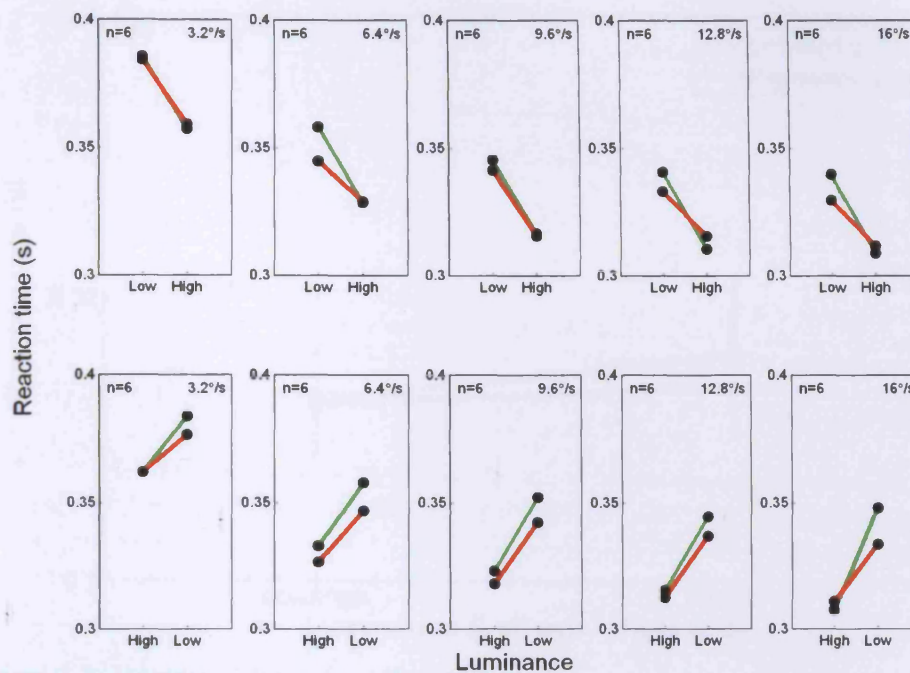 Reaction time (s)
0.4
0.35
0.3
n=6 3.2°/s
Low High
0.4
0.35
0.3
n=6 6.4°/s
Low High
0.4
0.35
0.3
n=6 9.6°/s
Low High
0.4
0.35
0.3
n=6 12.8°/s
Low High
0.4
0.35
0.3
n=6 16°/s
Low High
0.4
0.35
0.3
n=6 3.2°/s
High Low
0.4
0.35
0.3
n=6 6.4°/s
High Low
0.4
0.35
0.3
n=6 9.6°/s
High Low
0.4
0.35
0.3
n=6 12.8°/s
High Low
0.4
0.35
0.3
n=6 16°/s
High Low
Luminance